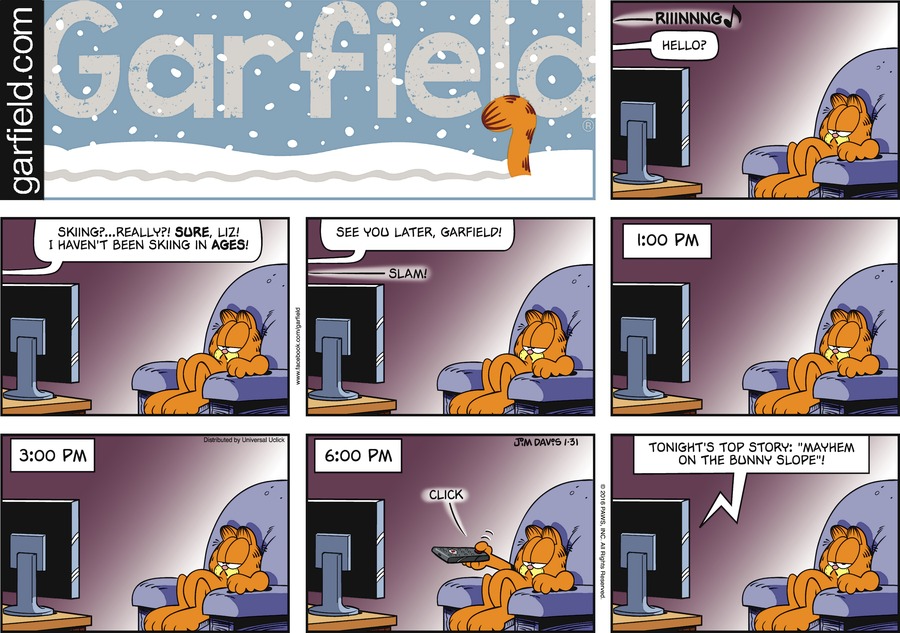 garfield.com
Garfield
®
RIIINNNG♪
HELLO?
SKIING?...REALLY?! SURE, LIZ!
I HAVEN'T BEEN SKIING IN AGES!
www.facebook.com/garfield
SEE YOU LATER, GARFIELD!
SLAM!
1:00 PM
3:00 PM
Distributed by Universal Uclick
6:00 PM
JIM DAVIS 1·31
CLICK
© 2016 PAWS, INC. All Rights Reserved.
TONIGHT'S TOP STORY: "MAYHEM
ON THE BUNNY SLOPE"!